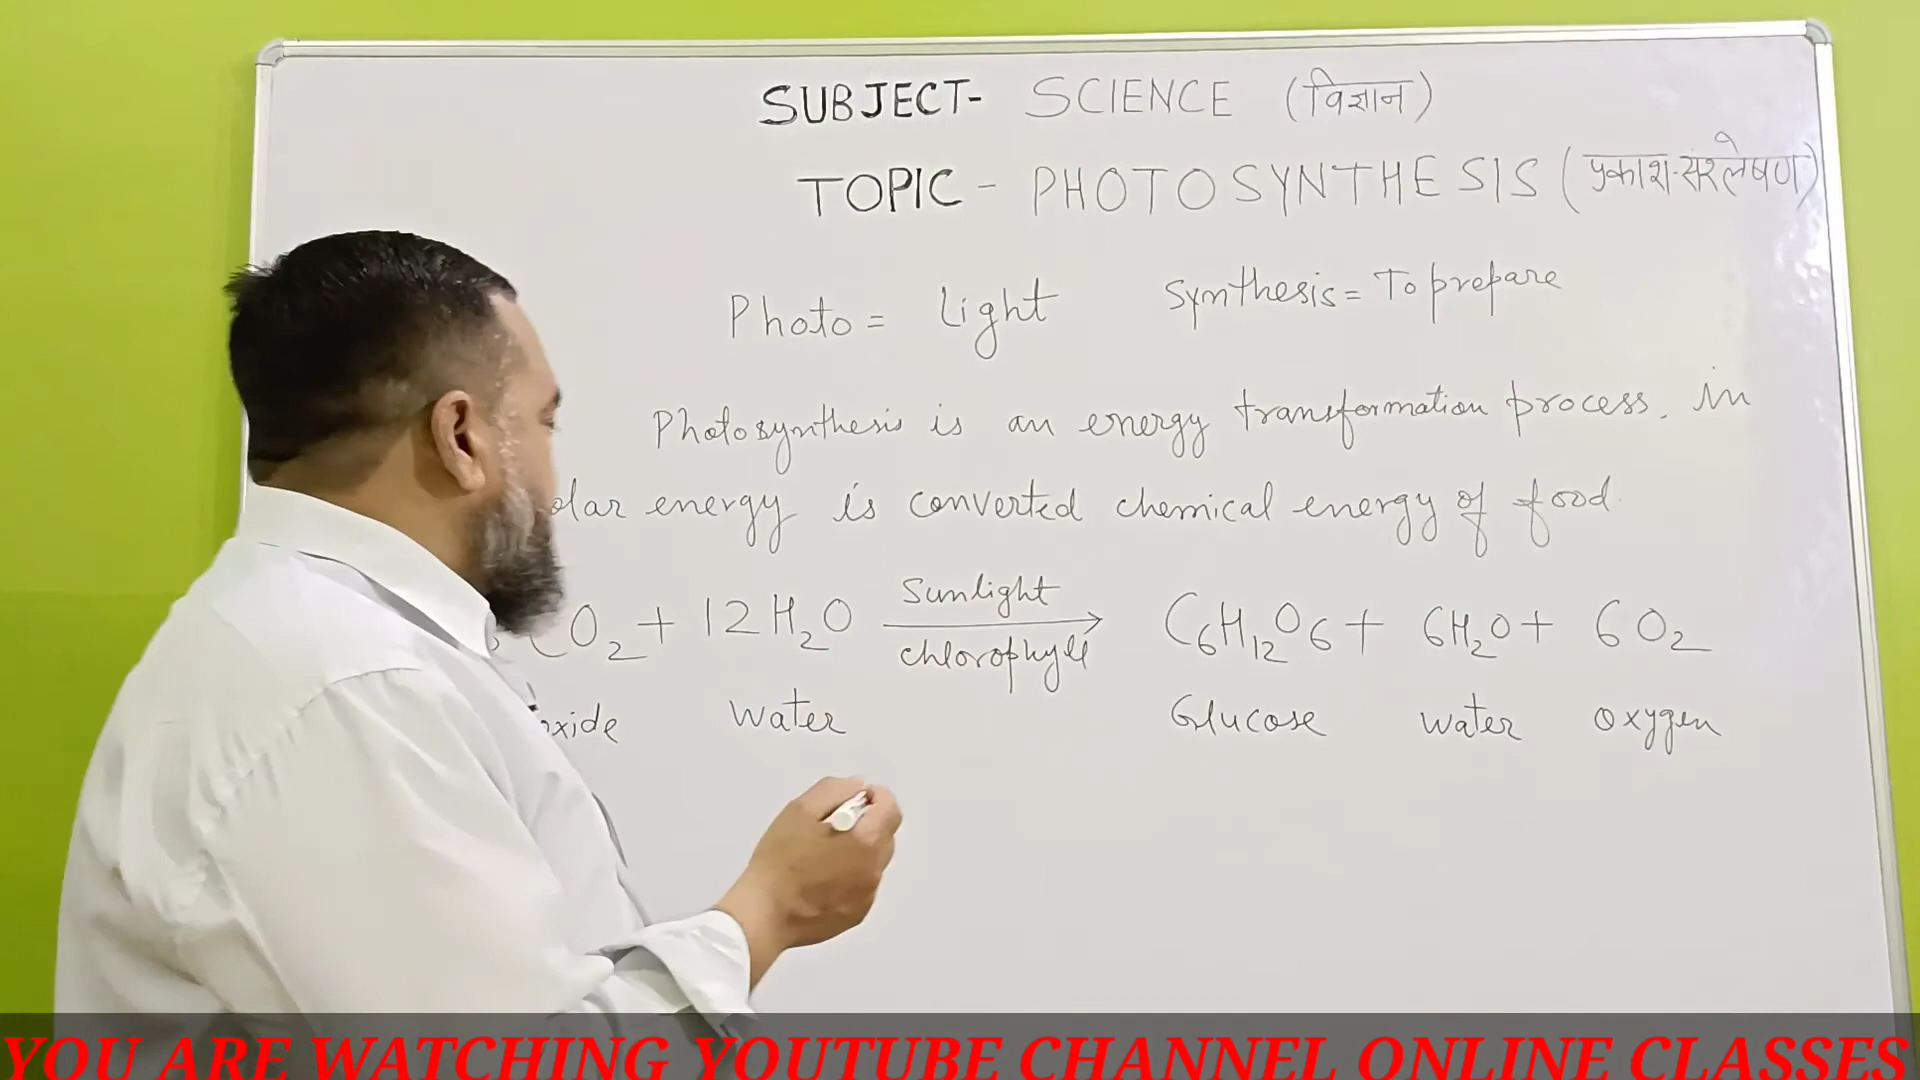 SUBJECT- SCIENCE (विज्ञान)
TOPIC - PHOTOSYNTHESIS (प्रकाश-संश्लेषण)
Photo = Light Synthesis = To prepare
Photosynthesis is an energy transformation process. in
olar energy is converted chemical energy of food.
CO2 + 12H2O Sunlight chlorophyll → C6H12O6 + 6H2O + 6O2
oxide Water Glucose water Oxygen
YOU ARE WATCHING YOUTUBE CHANNEL ONLINE CLASSES